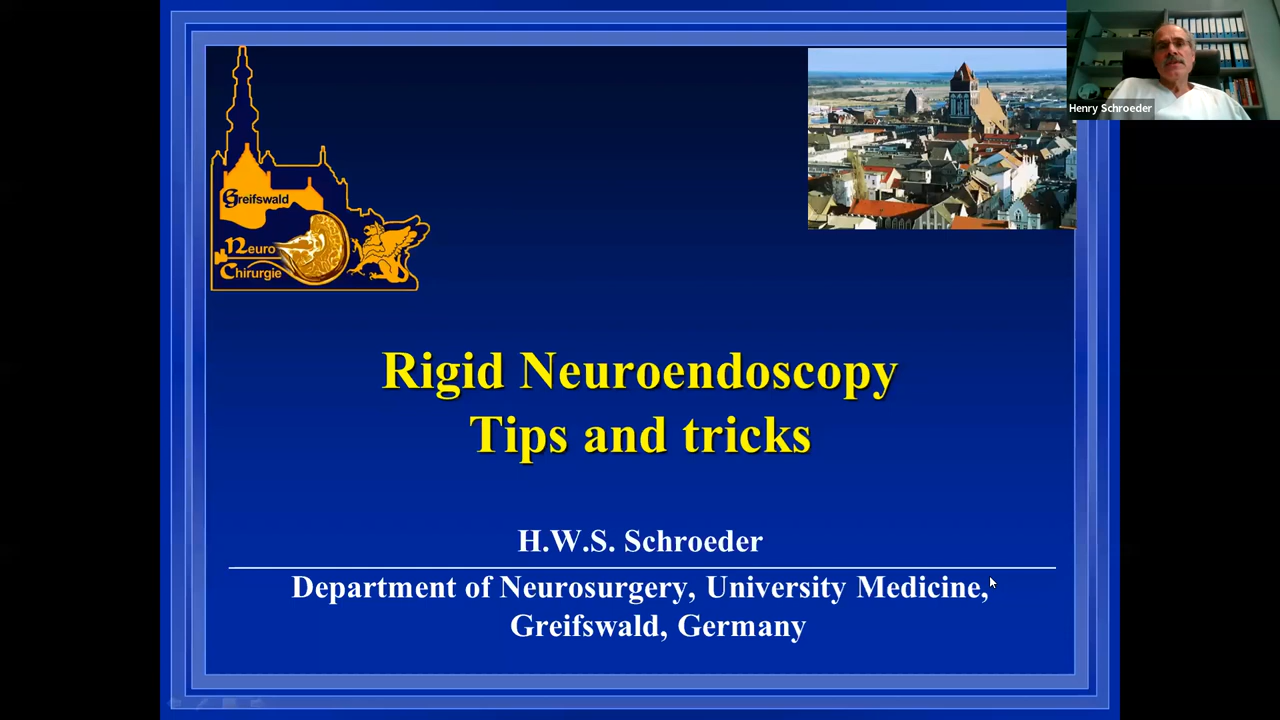 Henry Schroeder
Greifswald
Neuro
Chirurgie
Rigid Neuroendoscopy
Tips and tricks
H.W.S. Schroeder
Department of Neurosurgery, University Medicine,
Greifswald, Germany